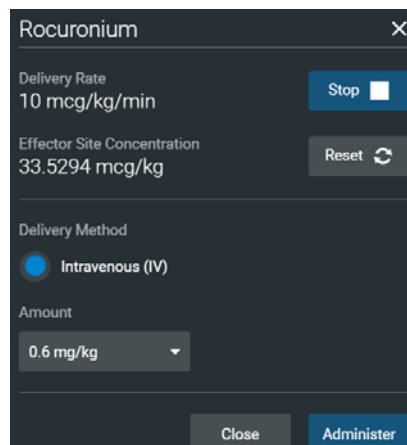 Rocuronium
Delivery Rate
10 mcg/kg/min
Stop
Effector Site Concentration
33.5294 mcg/kg
Reset
Delivery Method
Intravenous (IV)
Amount
0.6 mg/kg
Close
Administer